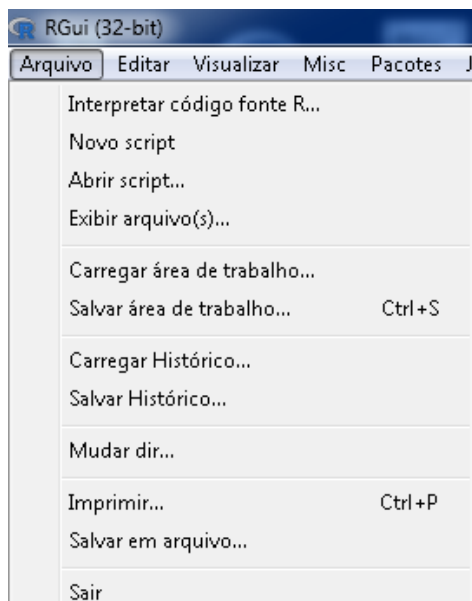 RGui (32-bit)
Arquivo Editar Visualizar Misc Pacotes
Interpretar código fonte R...
Novo script
Abrir script...
Exibir arquivo(s)...
Carregar área de trabalho...
Salvar área de trabalho... Ctrl+S
Carregar Histórico...
Salvar Histórico...
Mudar dir...
Imprimir... Ctrl+P
Salvar em arquivo...
Sair